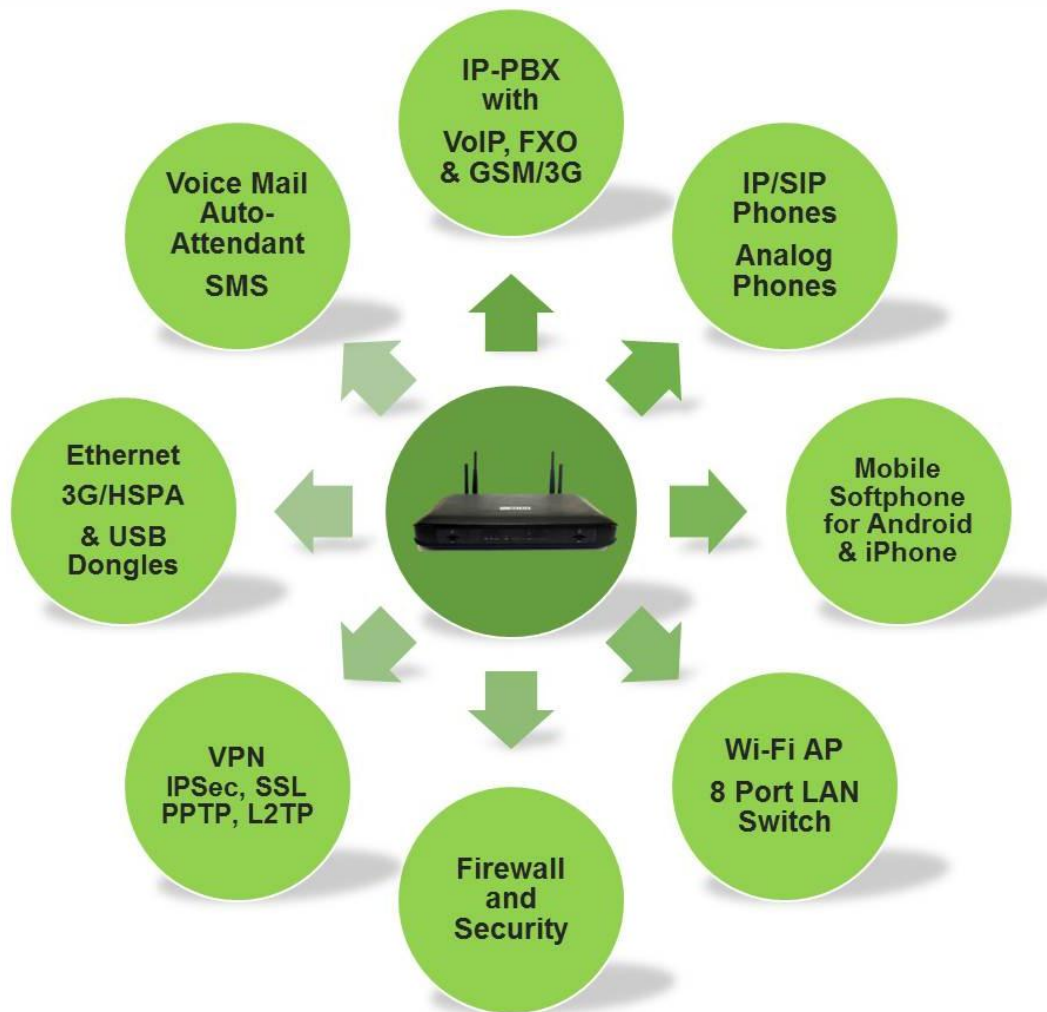 IP-PBX
with
VoIP, FXO
& GSM/3G
IP/SIP
Phones
Analog
Phones
Mobile
Softphone
for Android
& iPhone
Wi-Fi AP
8 Port LAN
Switch
Firewall
and
Security
VPN
IPSec, SSL
PPTP, L2TP
Ethernet
3G/HSPA
& USB
Dongles
Voice Mail
Auto-
Attendant
SMS